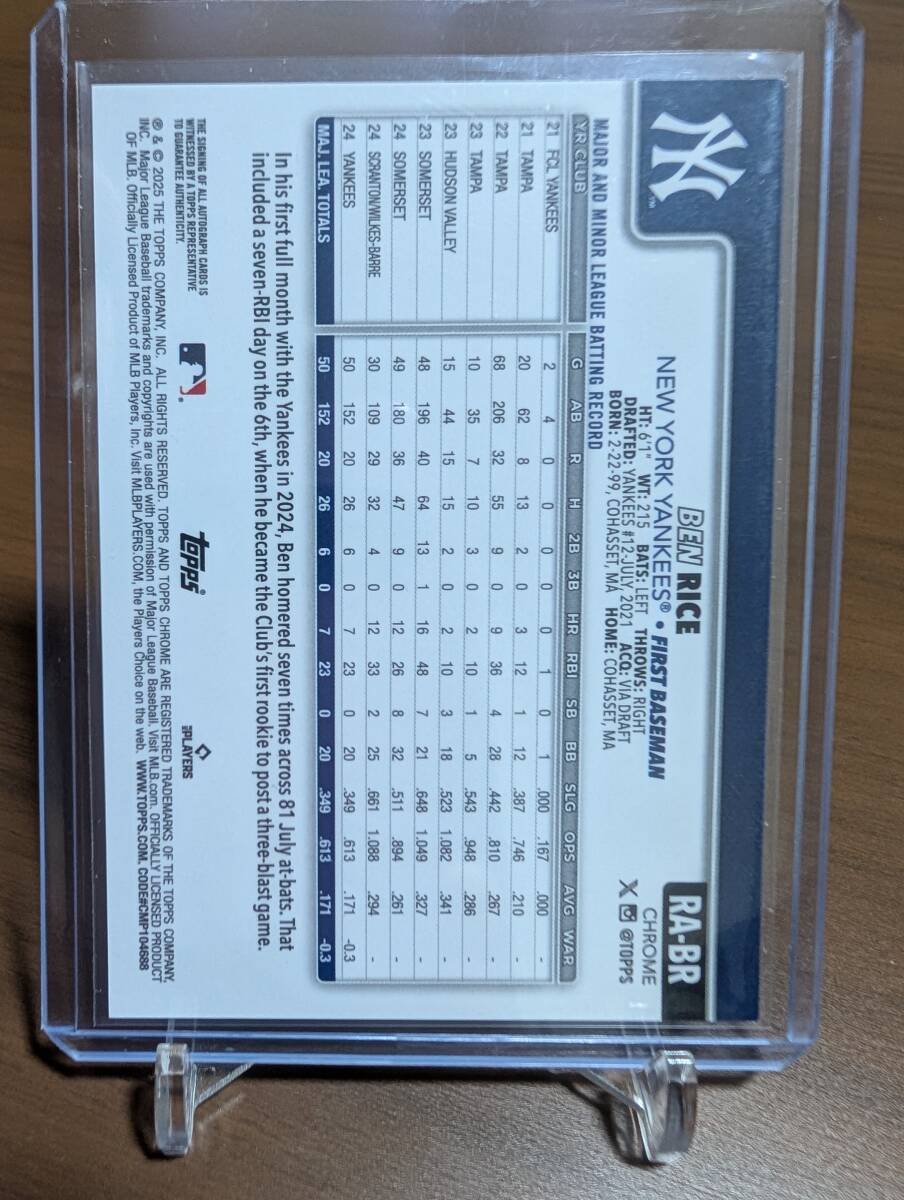 NY
TM
BEN RICE
NEW YORK YANKEES® • FIRST BASEMAN
HT: 6'1" WT: 215 BATS: LEFT THROWS: RIGHT
DRAFTED: YANKEES #12-JULY, 2021 ACQ: VIA DRAFT
BORN: 2-22-99, COHASSET, MA HOME: COHASSET, MA
RA-BR
CHROME
X @TOPPS
MAJOR AND MINOR LEAGUE BATTING RECORD
YR CLUB G AB R H 2B 3B HR RBI SB BB SLG OPS AVG WAR
21 FCL YANKEES 2 4 0 0 0 0 0 1 0 1 .000 .167 .000 -
21 TAMPA 20 62 8 13 2 0 3 12 1 12 .387 .746 .210 -
22 TAMPA 68 206 32 55 9 0 9 36 4 28 .442 .810 .267 -
23 TAMPA 10 35 7 10 3 0 2 10 1 5 .543 .948 .286 -
23 HUDSON VALLEY 15 44 15 15 2 0 2 10 3 18 .523 1.082 .341 -
23 SOMERSET 48 196 40 64 13 1 16 48 7 21 .648 1.049 .327 -
24 SOMERSET 49 180 36 47 9 0 12 26 8 32 .511 .894 .261 -
24 SCRANTON/WILKES-BARRE 30 109 29 32 4 0 12 33 2 25 .661 1.088 .294 -
24 YANKEES 50 152 20 26 6 0 7 23 0 20 .349 .613 .171 -0.3
MAJ. LEA. TOTALS 50 152 20 26 6 0 7 23 0 20 .349 .613 .171 -0.3
In his first full month with the Yankees in 2024, Ben homered seven times across 81 July at-bats. That
included a seven-RBI day on the 6th, when he became the Club's first rookie to post a three-blast game.
THE SIGNING OF ALL AUTOGRAPH CARDS IS
WITNESSED BY A TOPPS REPRESENTATIVE
TO GUARANTEE AUTHENTICITY.
topps®
MLB PLAYERS
® & © 2025 THE TOPPS COMPANY, INC. ALL RIGHTS RESERVED. TOPPS AND TOPPS CHROME ARE REGISTERED TRADEMARKS OF THE TOPPS COMPANY,
INC. Major League Baseball trademarks and copyrights are used with permission of Major League Baseball. Visit MLB.com. OFFICIALLY LICENSED PRODUCT
OF MLB. Officially Licensed Product of MLB Players, Inc. Visit MLBPLAYERS.COM, the Players Choice on the web. WWW.TOPPS.COM. CODE#CMP104688